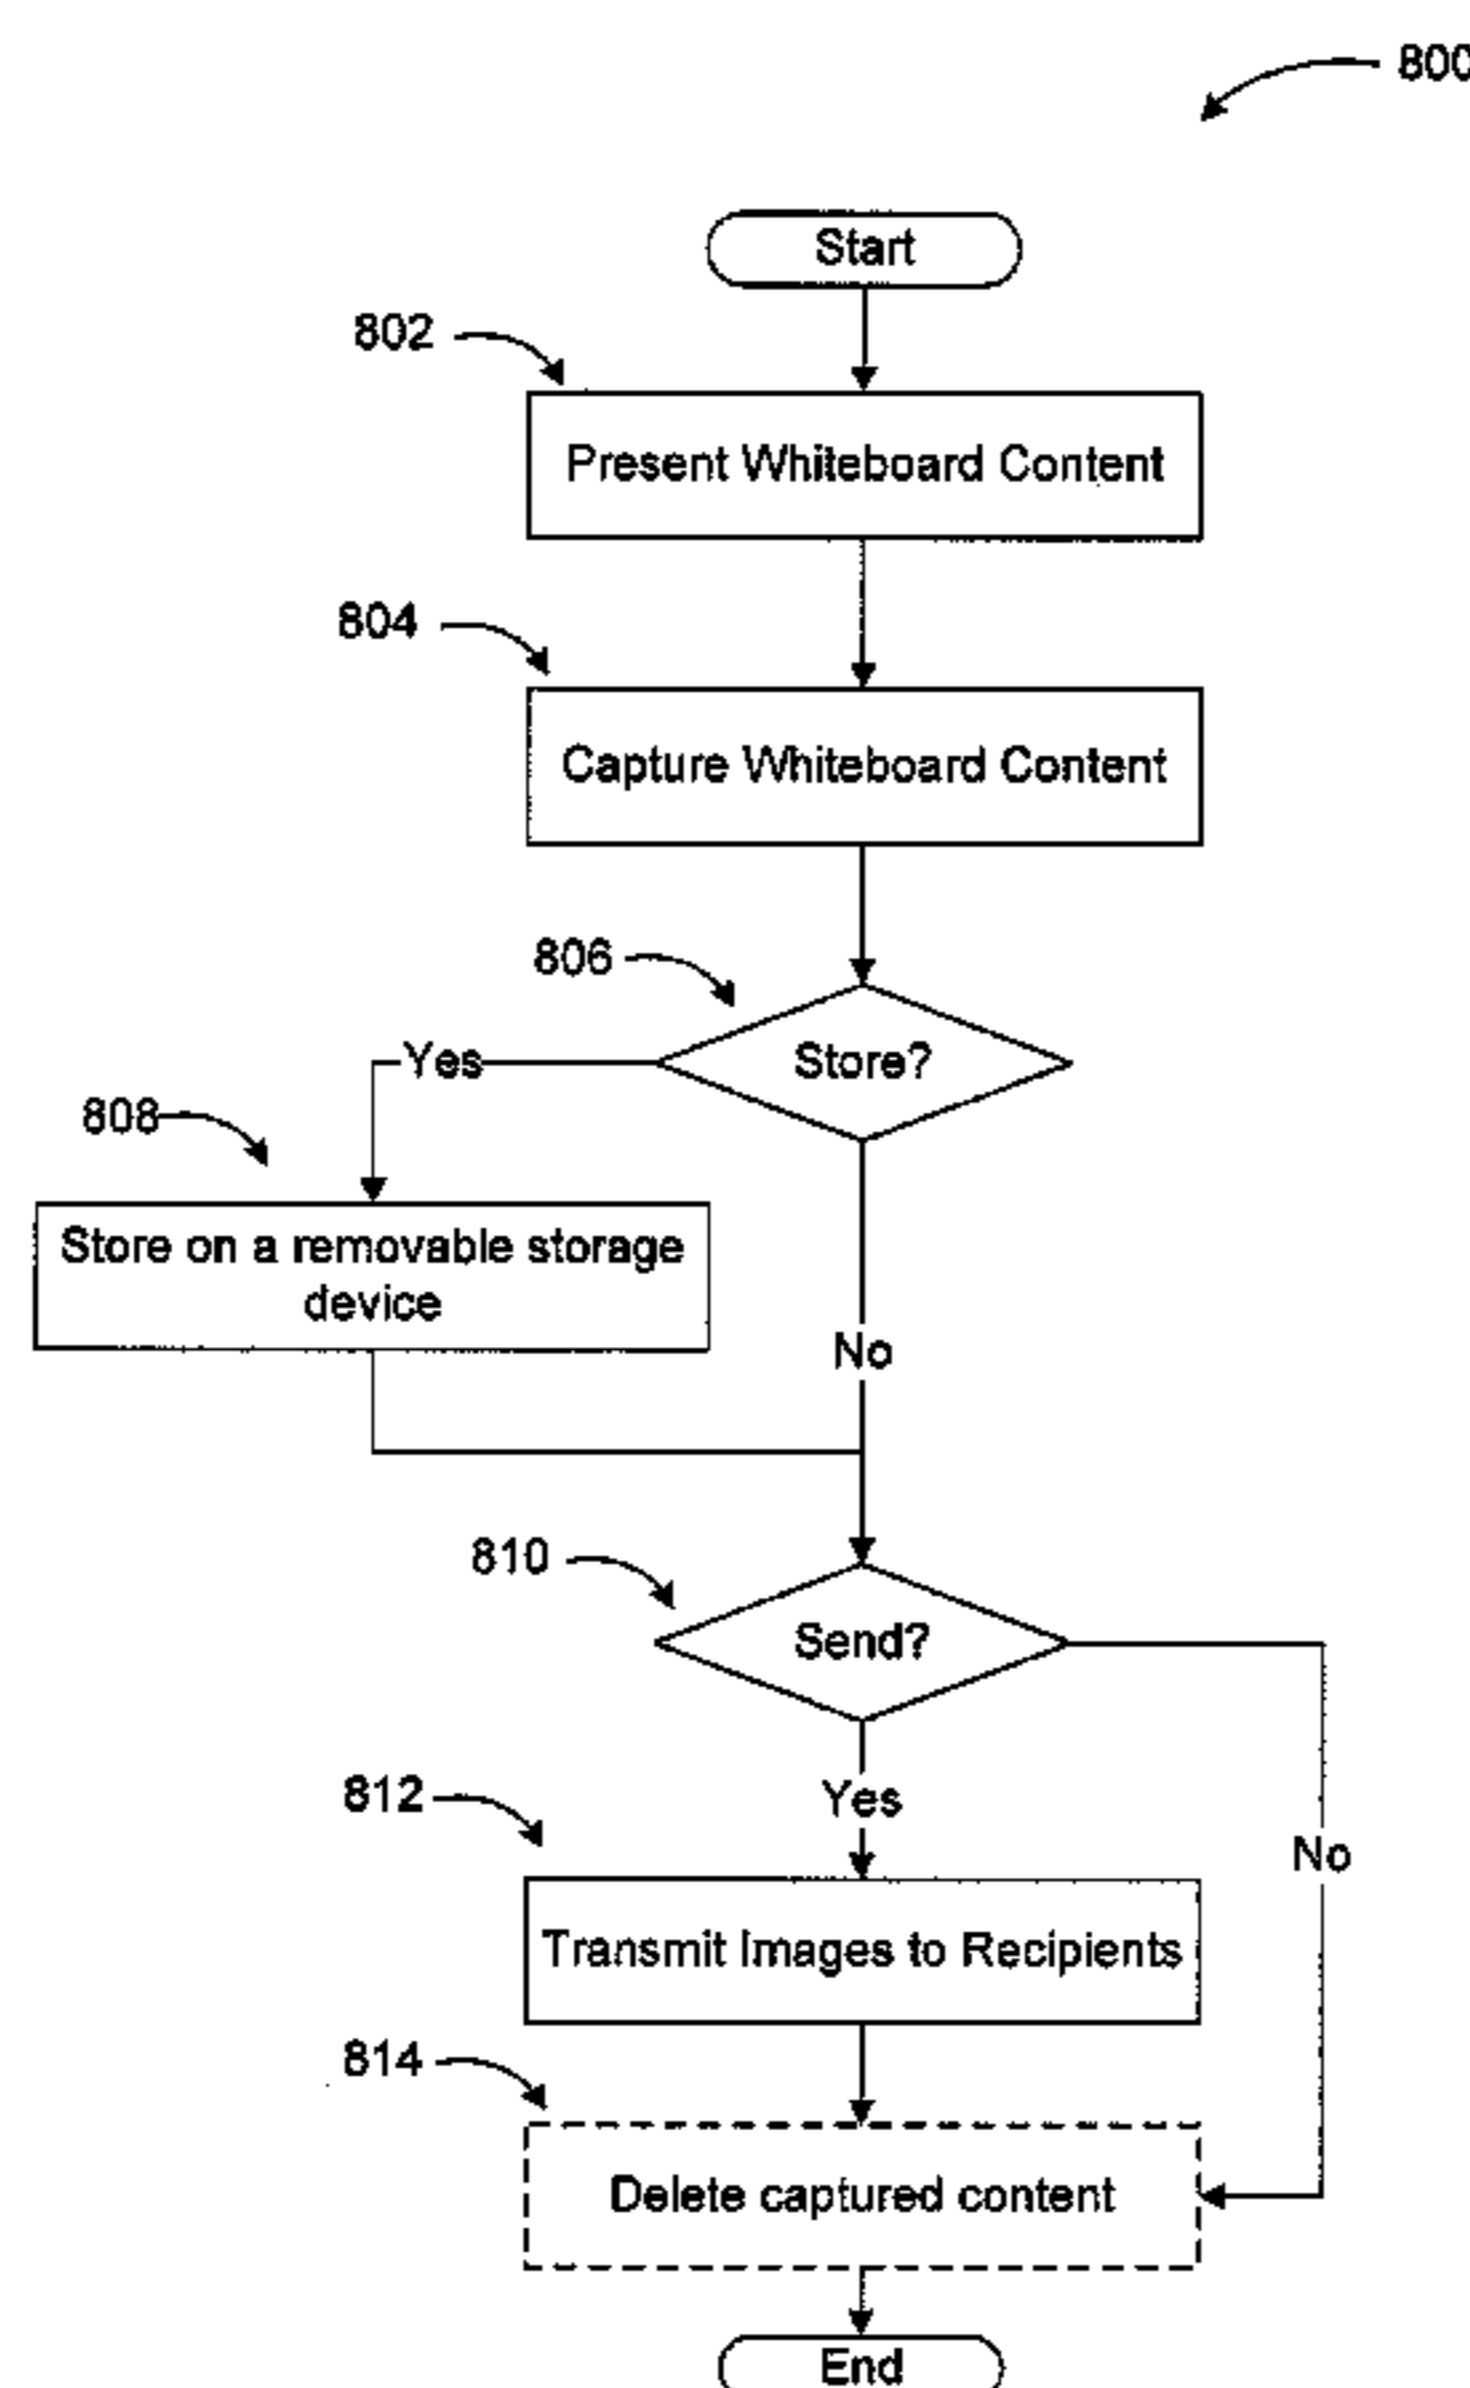 800
Start
802
Present Whiteboard Content
804
Capture Whiteboard Content
806
Store?
Yes
808
Store on a removable storage
device
No
810
Send?
Yes
812
No
Transmit Images to Recipients
814
Delete captured content
End